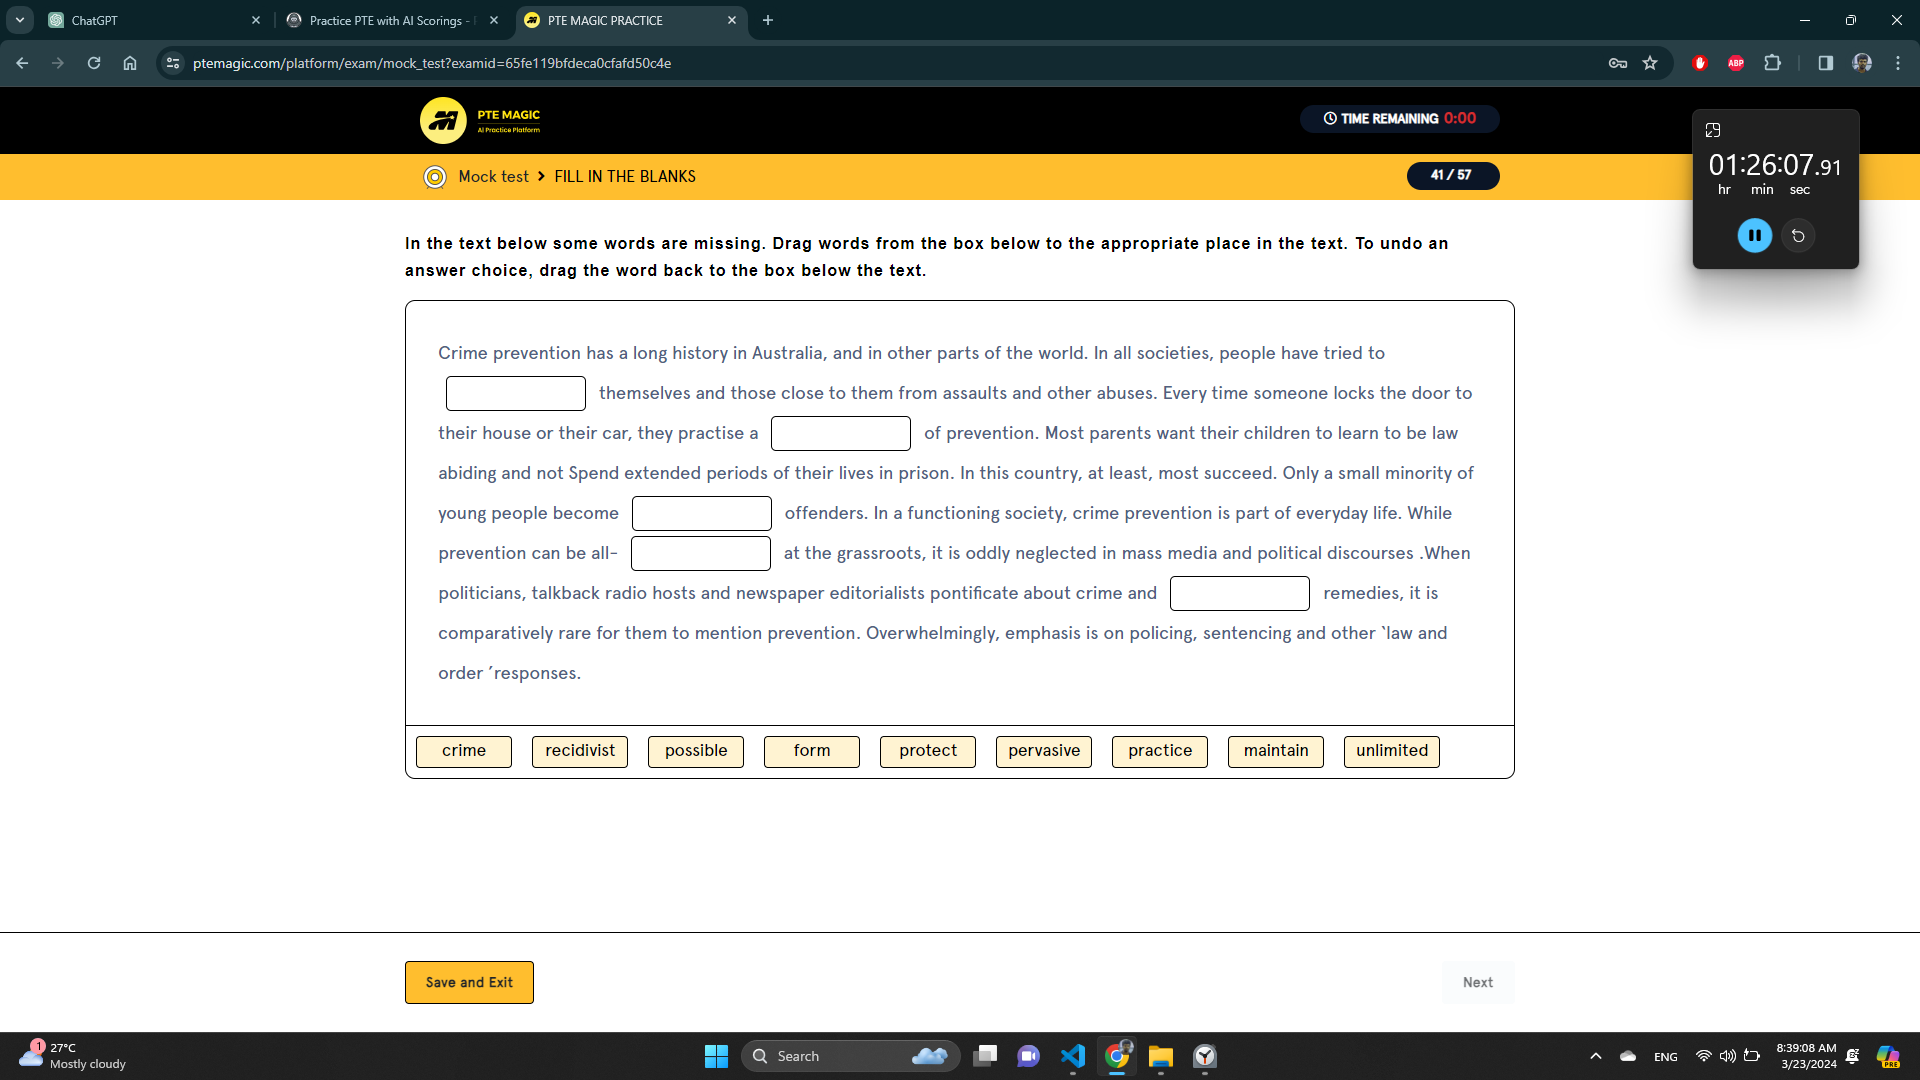 ChatGPT
Practice PTE with AI Scorings -
PTE MAGIC PRACTICE
ptemagic.com/platform/exam/mock_test?examid=65fe119bfdeca0cfafd50c4e
ABP
PTE MAGIC
AI Practice Platform
TIME REMAINING 0:00
01:26:07.91
hr min sec
Mock test > FILL IN THE BLANKS
41 / 57
In the text below some words are missing. Drag words from the box below to the appropriate place in the text. To undo an
answer choice, drag the word back to the box below the text.
Crime prevention has a long history in Australia, and in other parts of the world. In all societies, people have tried to
themselves and those close to them from assaults and other abuses. Every time someone locks the door to
their house or their car, they practise a of prevention. Most parents want their children to learn to be law
abiding and not Spend extended periods of their lives in prison. In this country, at least, most succeed. Only a small minority of
young people become offenders. In a functioning society, crime prevention is part of everyday life. While
prevention can be all- at the grassroots, it is oddly neglected in mass media and political discourses .When
politicians, talkback radio hosts and newspaper editorialists pontificate about crime and remedies, it is
comparatively rare for them to mention prevention. Overwhelmingly, emphasis is on policing, sentencing and other `law and
order ´responses.
crime recidivist possible form protect pervasive practice maintain unlimited
Save and Exit
Next
1
27°C
Mostly cloudy
Search
ENG
8:39:08 AM
3/23/2024
PRE